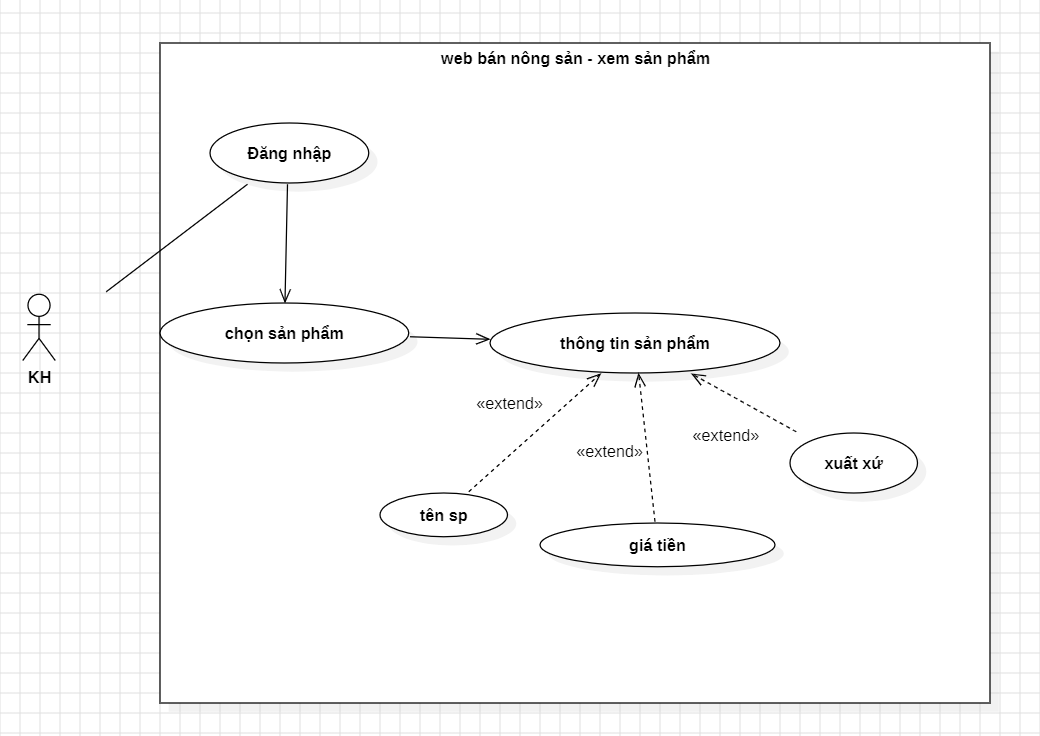 web bán nông sản - xem sản phẩm
Đăng nhập
chọn sản phẩm
thông tin sản phẩm
KH
«extend»
«extend»
«extend»
xuất xứ
tên sp
giá tiền